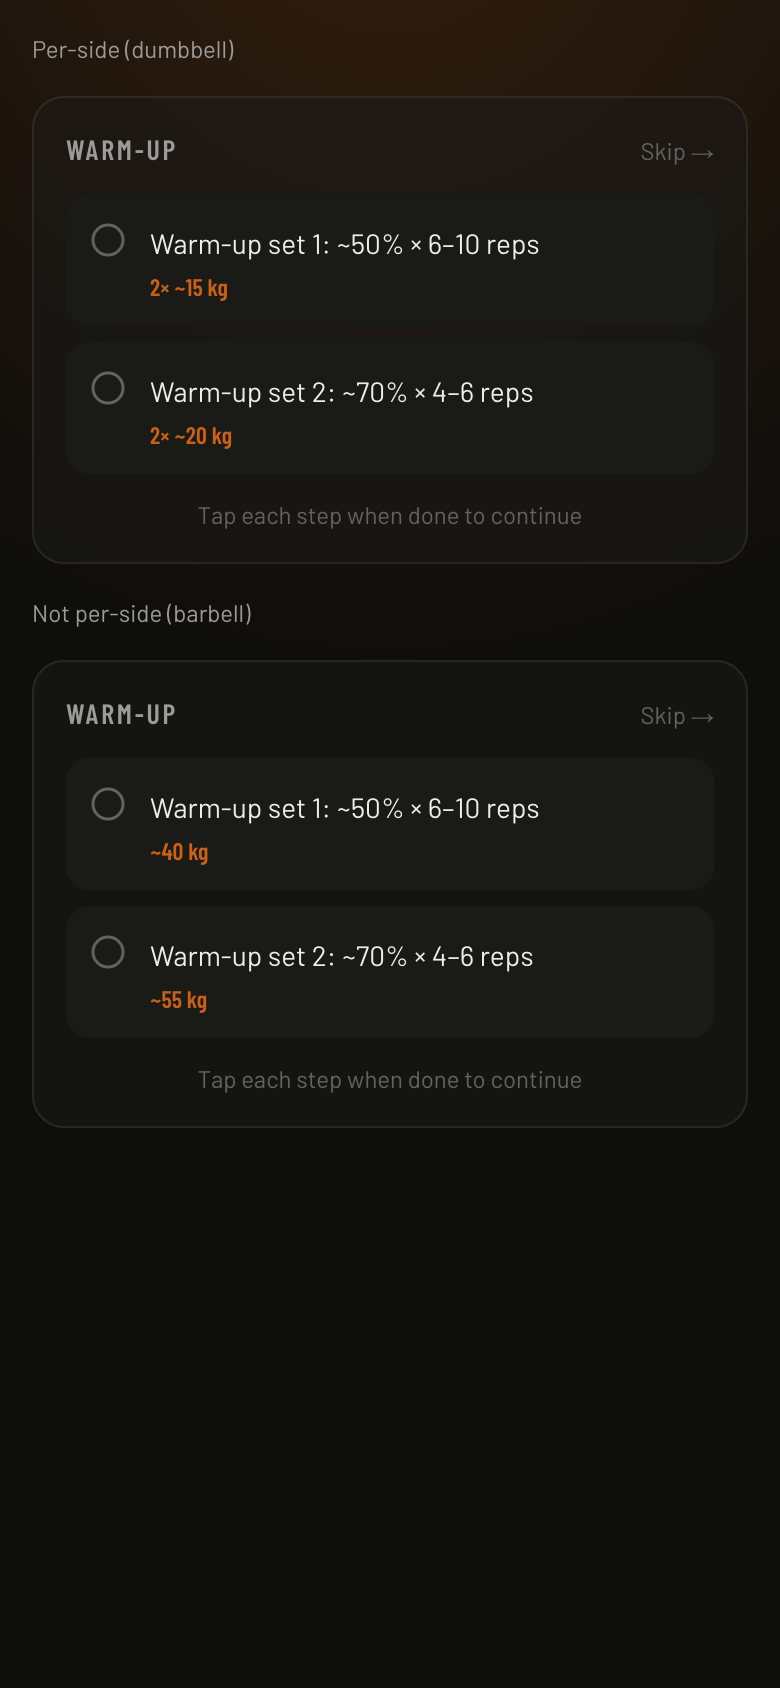 Per-side (dumbbell)
WARM-UP
Skip →
Warm-up set 1: ~50% × 6–10 reps
2× ~15 kg
Warm-up set 2: ~70% × 4–6 reps
2× ~20 kg
Tap each step when done to continue
Not per-side (barbell)
WARM-UP
Skip →
Warm-up set 1: ~50% × 6–10 reps
~40 kg
Warm-up set 2: ~70% × 4–6 reps
~55 kg
Tap each step when done to continue